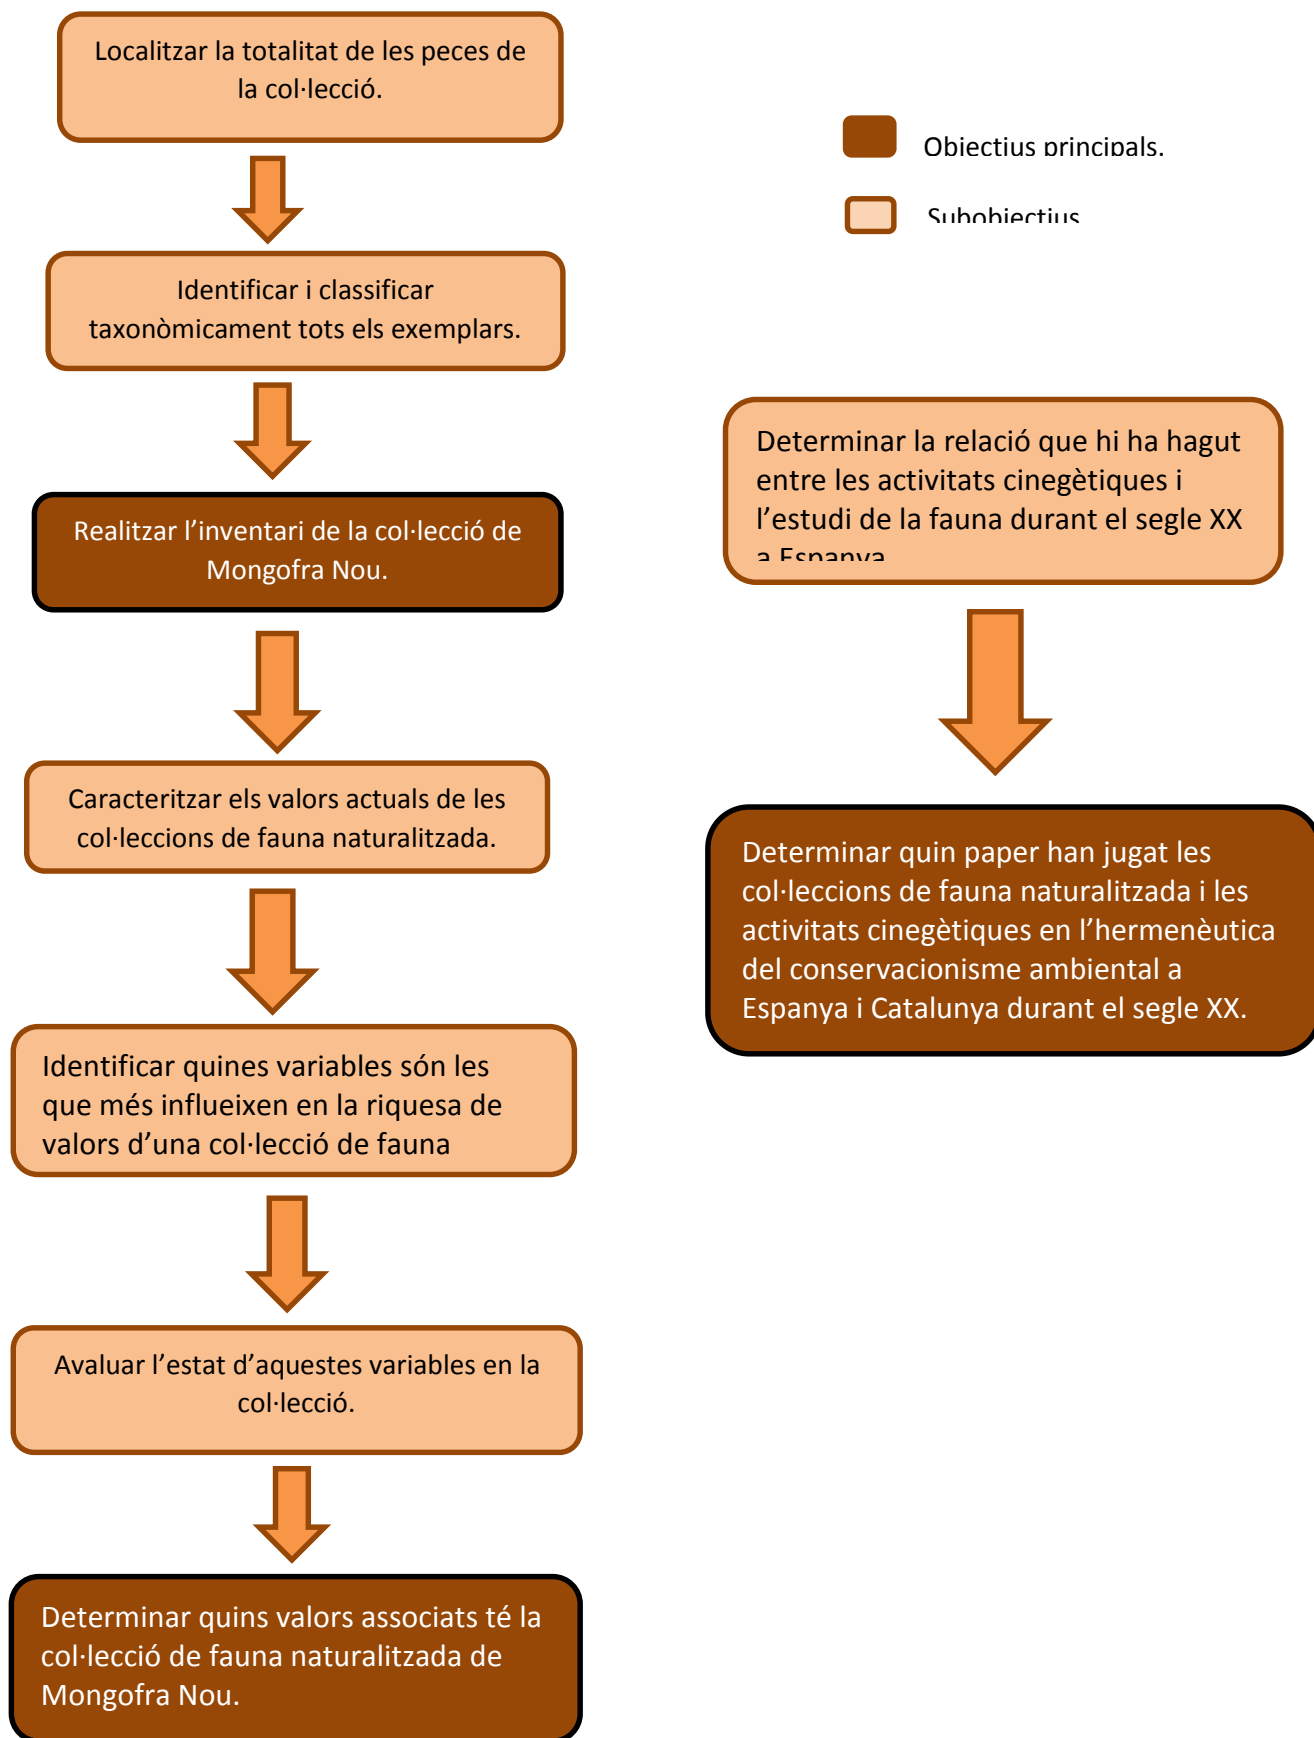 Localitzar la totalitat de les peces de
la col·lecció.
Identificar i classificar
taxonòmicament tots els exemplars.
Realitzar l’inventari de la col·lecció de
Mongofra Nou.
Caracteritzar els valors actuals de les
col·leccions de fauna naturalitzada.
Identificar quines variables són les
que més influeixen en la riquesa de
valors d’una col·lecció de fauna
Avaluar l’estat d’aquestes variables en la
col·lecció.
Determinar quins valors associats té la
col·lecció de fauna naturalitzada de
Mongofra Nou.
Objectius principals.
Subobjectius
Determinar la relació que hi ha hagut
entre les activitats cinegètiques i
l’estudi de la fauna durant el segle XX
a Espanya
Determinar quin paper han jugat les
col·leccions de fauna naturalitzada i les
activitats cinegètiques en l’hermenèutica
del conservacionisme ambiental a
Espanya i Catalunya durant el segle XX.